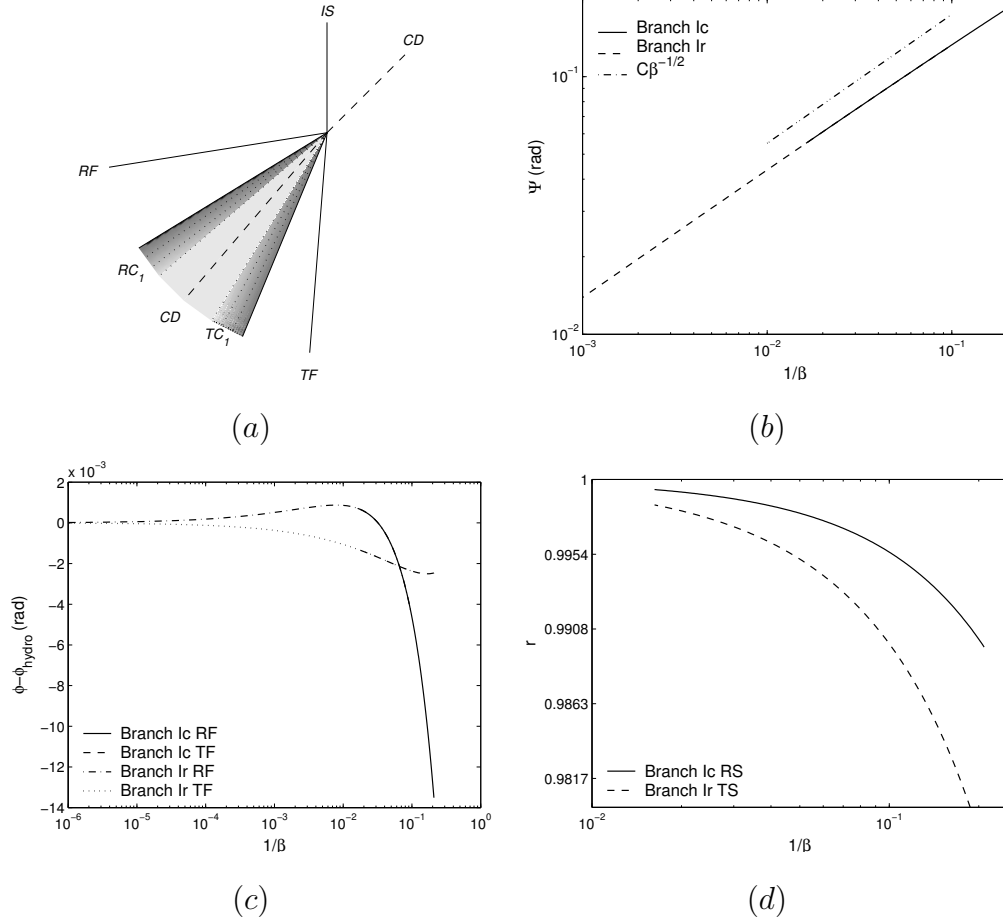 IS
CD
RF
RC₁
CD
TC₁
TF
(a)
Branch Ic
Branch Ir
Cβ⁻¹/²
10⁻¹
10⁻²
Ψ (rad)
10⁻³
10⁻²
10⁻¹
1/β
(b)
x 10⁻³
2
0
−2
−4
−6
−8
−10
−12
−14
ϕ−ϕhydro (rad)
Branch Ic RF
Branch Ic TF
Branch Ir RF
Branch Ir TF
10⁻⁶
10⁻⁵
10⁻⁴
10⁻³
10⁻²
10⁻¹
10⁰
1/β
(c)
1
0.9954
0.9908
0.9863
0.9817
r
Branch Ic RS
Branch Ir TS
10⁻²
10⁻¹
1/β
(d)